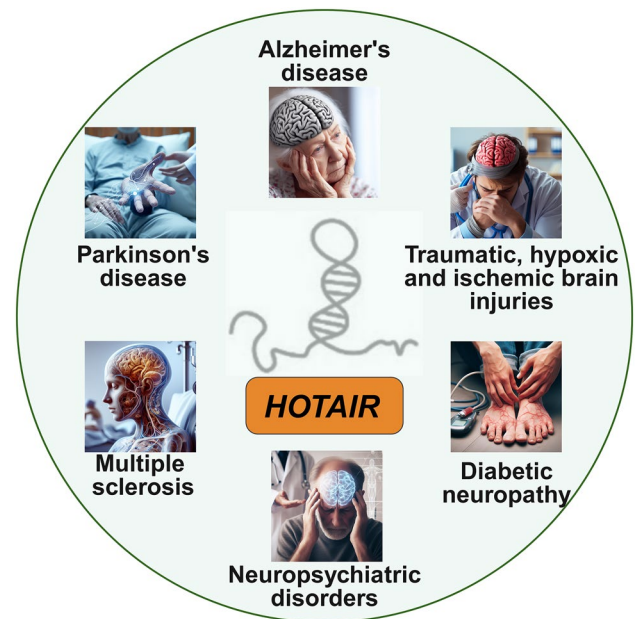 Alzheimer's
disease
Parkinson's
disease
Traumatic, hypoxic
and ischemic brain
injuries
HOTAIR
Multiple
sclerosis
Diabetic
neuropathy
Neuropsychiatric
disorders